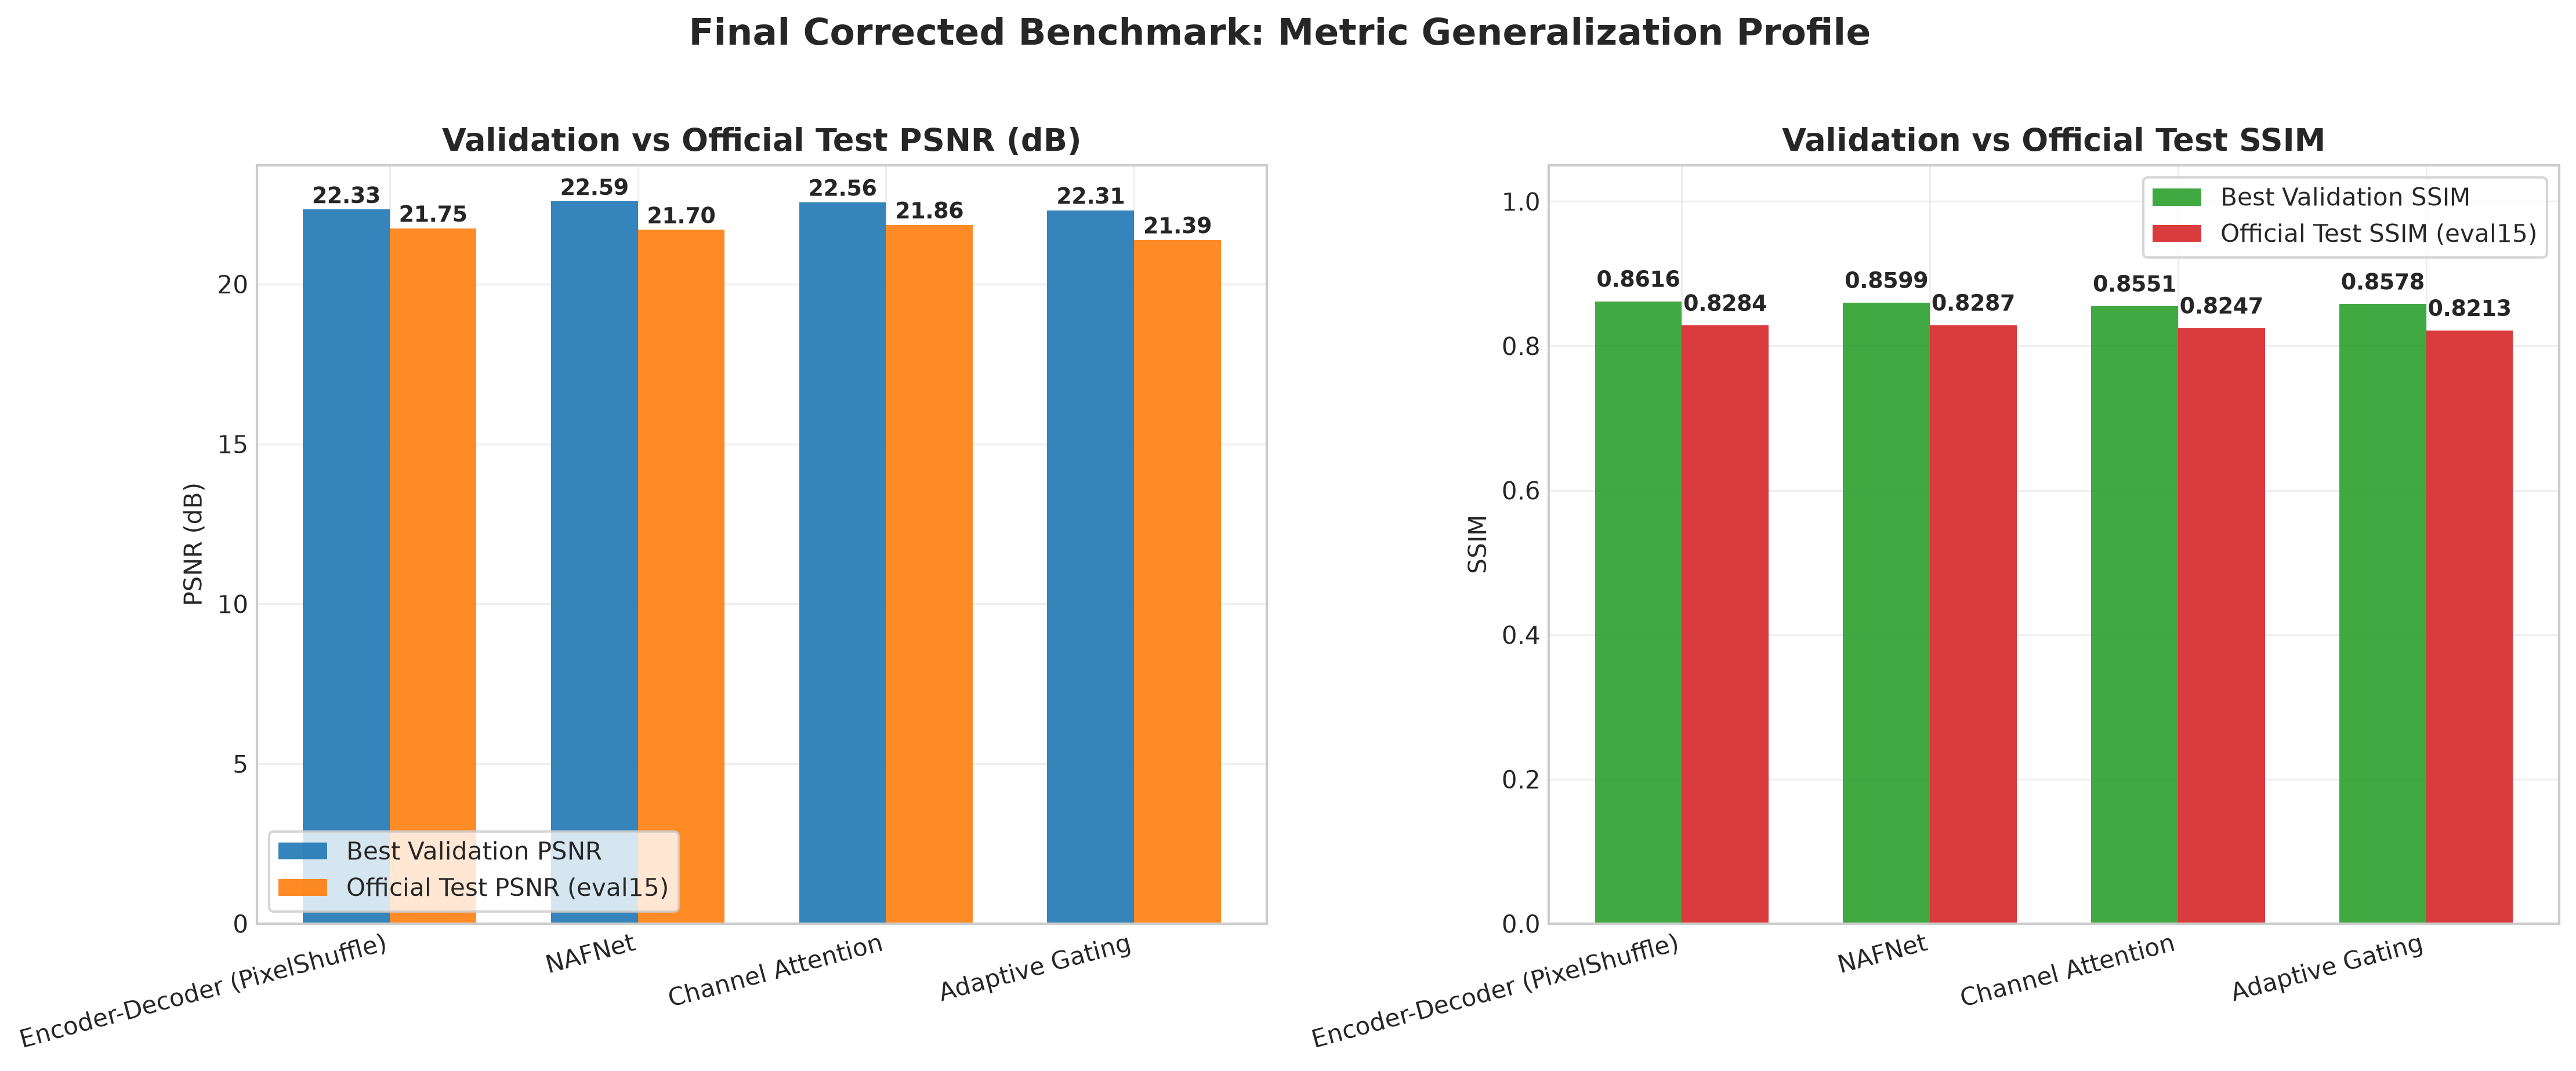 Final Corrected Benchmark: Metric Generalization Profile
Validation vs Official Test PSNR (dB)
22.33
21.75
22.59
21.70
22.56
21.86
22.31
21.39
PSNR (dB)
20
15
10
5
0
Best Validation PSNR
Official Test PSNR (eval15)
Encoder-Decoder (PixelShuffle)
NAFNet
Channel Attention
Adaptive Gating
Validation vs Official Test SSIM
Best Validation SSIM
Official Test SSIM (eval15)
0.8616
0.8284
0.8599
0.8287
0.8551
0.8247
0.8578
0.8213
SSIM
1.0
0.8
0.6
0.4
0.2
0.0
Encoder-Decoder (PixelShuffle)
NAFNet
Channel Attention
Adaptive Gating